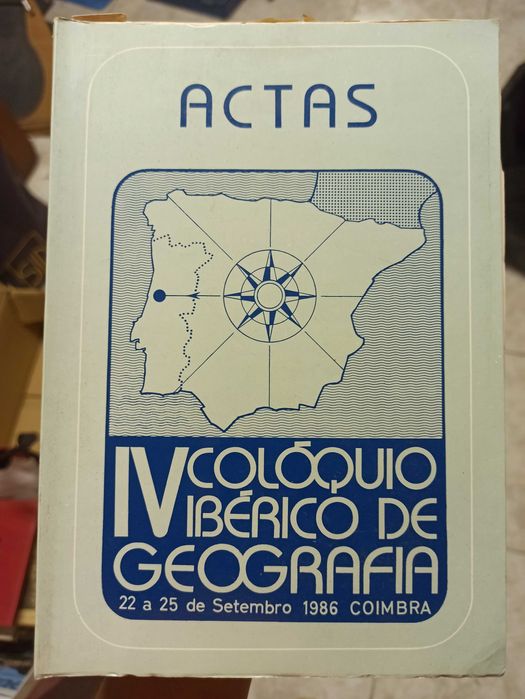 ACTAS
IV COLÓQUIO
IBÉRICO DE
GEOGRAFIA
22 a 25 de Setembro 1986 COIMBRA